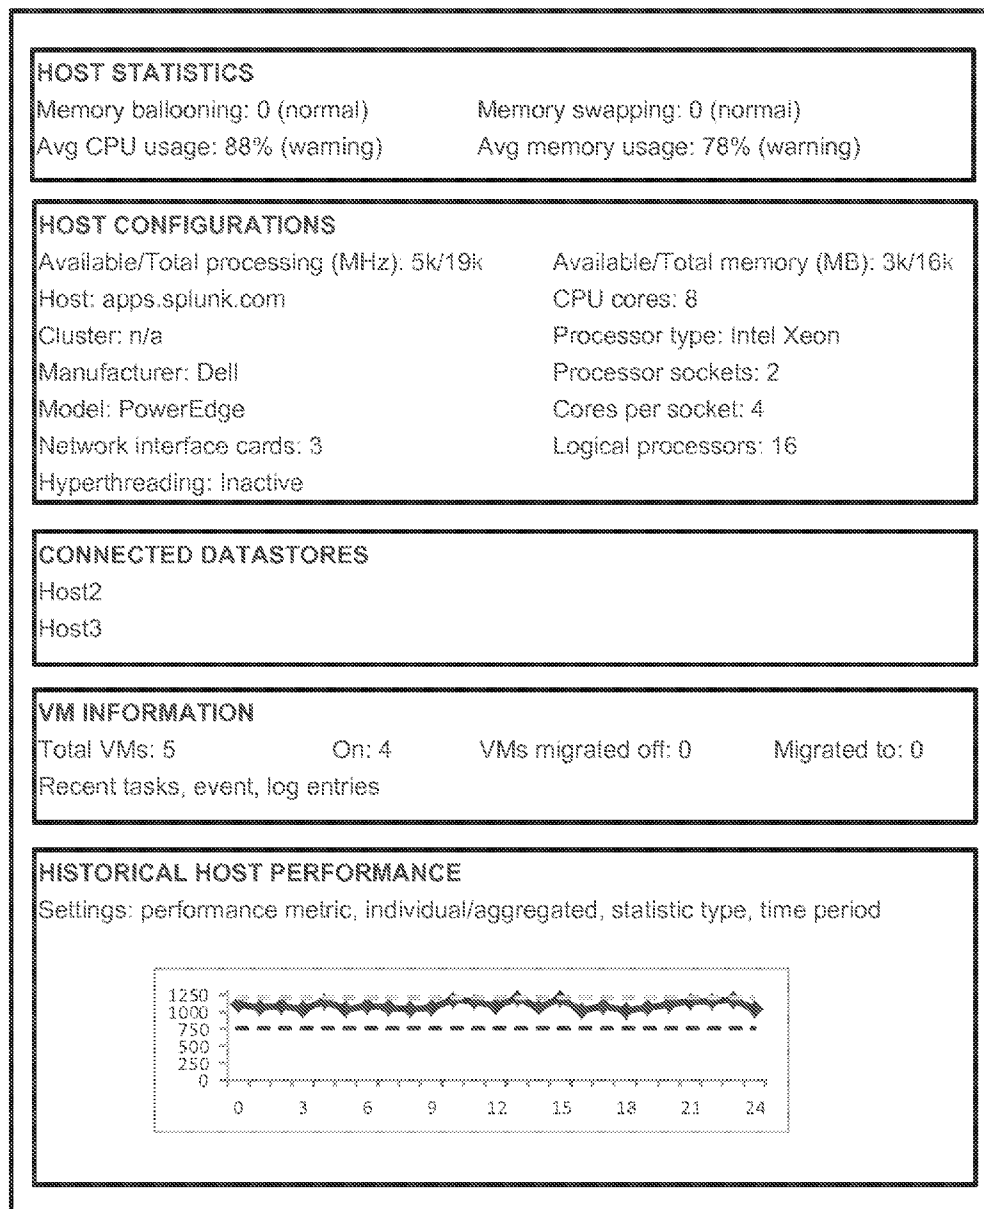 HOST STATISTICS
Memory ballooning: 0 (normal) Memory swapping: 0 (normal)
Avg CPU usage: 88% (warning) Avg memory usage: 78% (warning)
HOST CONFIGURATIONS
Available/Total processing (MHz): 5k/19k Available/Total memory (MB): 3k/16k
Host: apps.splunk.com CPU cores: 8
Cluster: n/a Processor type: Intel Xeon
Manufacturer: Dell Processor sockets: 2
Model: PowerEdge Cores per socket: 4
Network interface cards: 3 Logical processors: 16
Hyperthreading: Inactive
CONNECTED DATASTORES
Host2
Host3
VM INFORMATION
Total VMs: 5 On: 4 VMs migrated off: 0 Migrated to: 0
Recent tasks, event, log entries
HISTORICAL HOST PERFORMANCE
Settings: performance metric, individual/aggregated, statistic type, time period
1250
1000
750
500
250
0
0 3 6 9 12 15 18 21 24